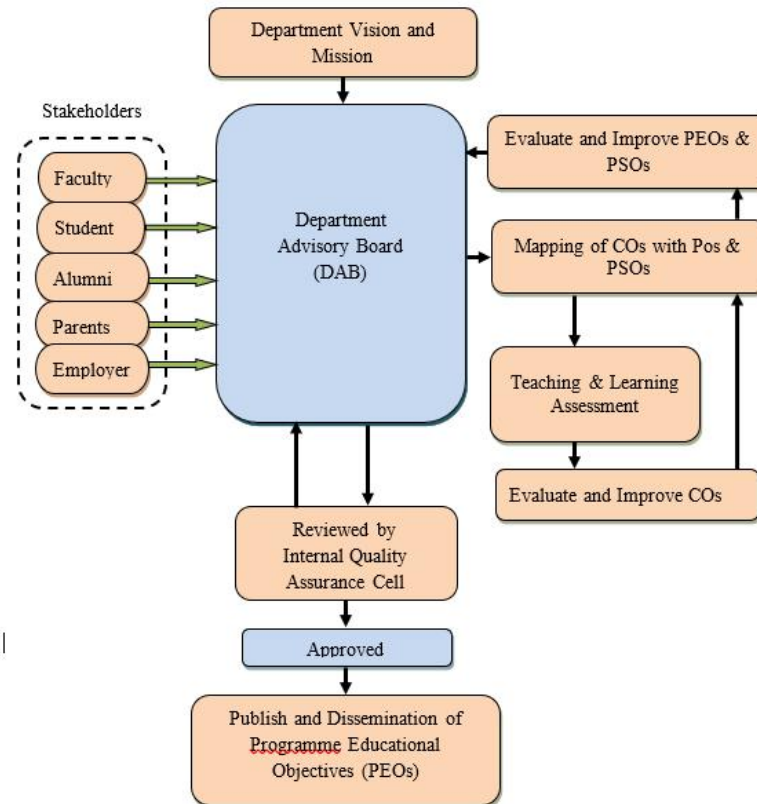 Department Vision and
Mission
Stakeholders
Faculty
Student
Alumni
Parents
Employer
Department
Advisory Board
(DAB)
Evaluate and Improve PEOs &
PSOs
Mapping of COs with Pos &
PSOs
Teaching & Learning
Assessment
Evaluate and Improve COs
Reviewed by
Internal Quality
Assurance Cell
Approved
Publish and Dissemination of
Programme Educational
Objectives (PEOs)